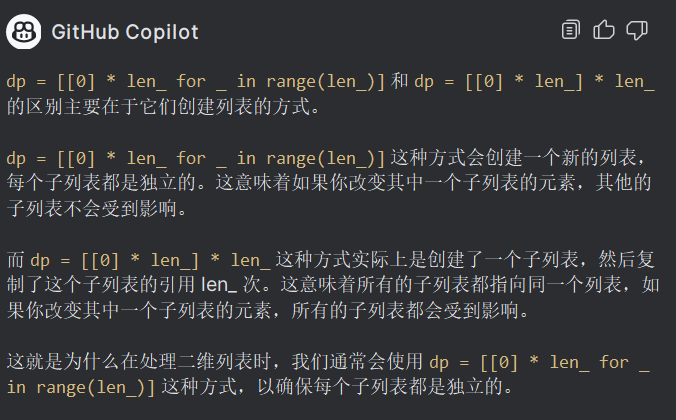 GitHub Copilot
dp = [[0] * len_ for _ in range(len_)] 和 dp = [[0] * len_] * len_
的区别主要在于它们创建列表的方式。
dp = [[0] * len_ for _ in range(len_)] 这种方式会创建一个新的列表，
每个子列表都是独立的。这意味着如果你改变其中一个子列表的元素，其他的
子列表不会受到影响。
而 dp = [[0] * len_] * len_ 这种方式实际上是创建了一个子列表，然后复
制了这个子列表的引用 len_ 次。这意味着所有的子列表都指向同一个列表，如
果你改变其中一个子列表的元素，所有的子列表都会受到影响。
这就是为什么在处理二维列表时，我们通常会使用 dp = [[0] * len_ for _
in range(len_)] 这种方式，以确保每个子列表都是独立的。